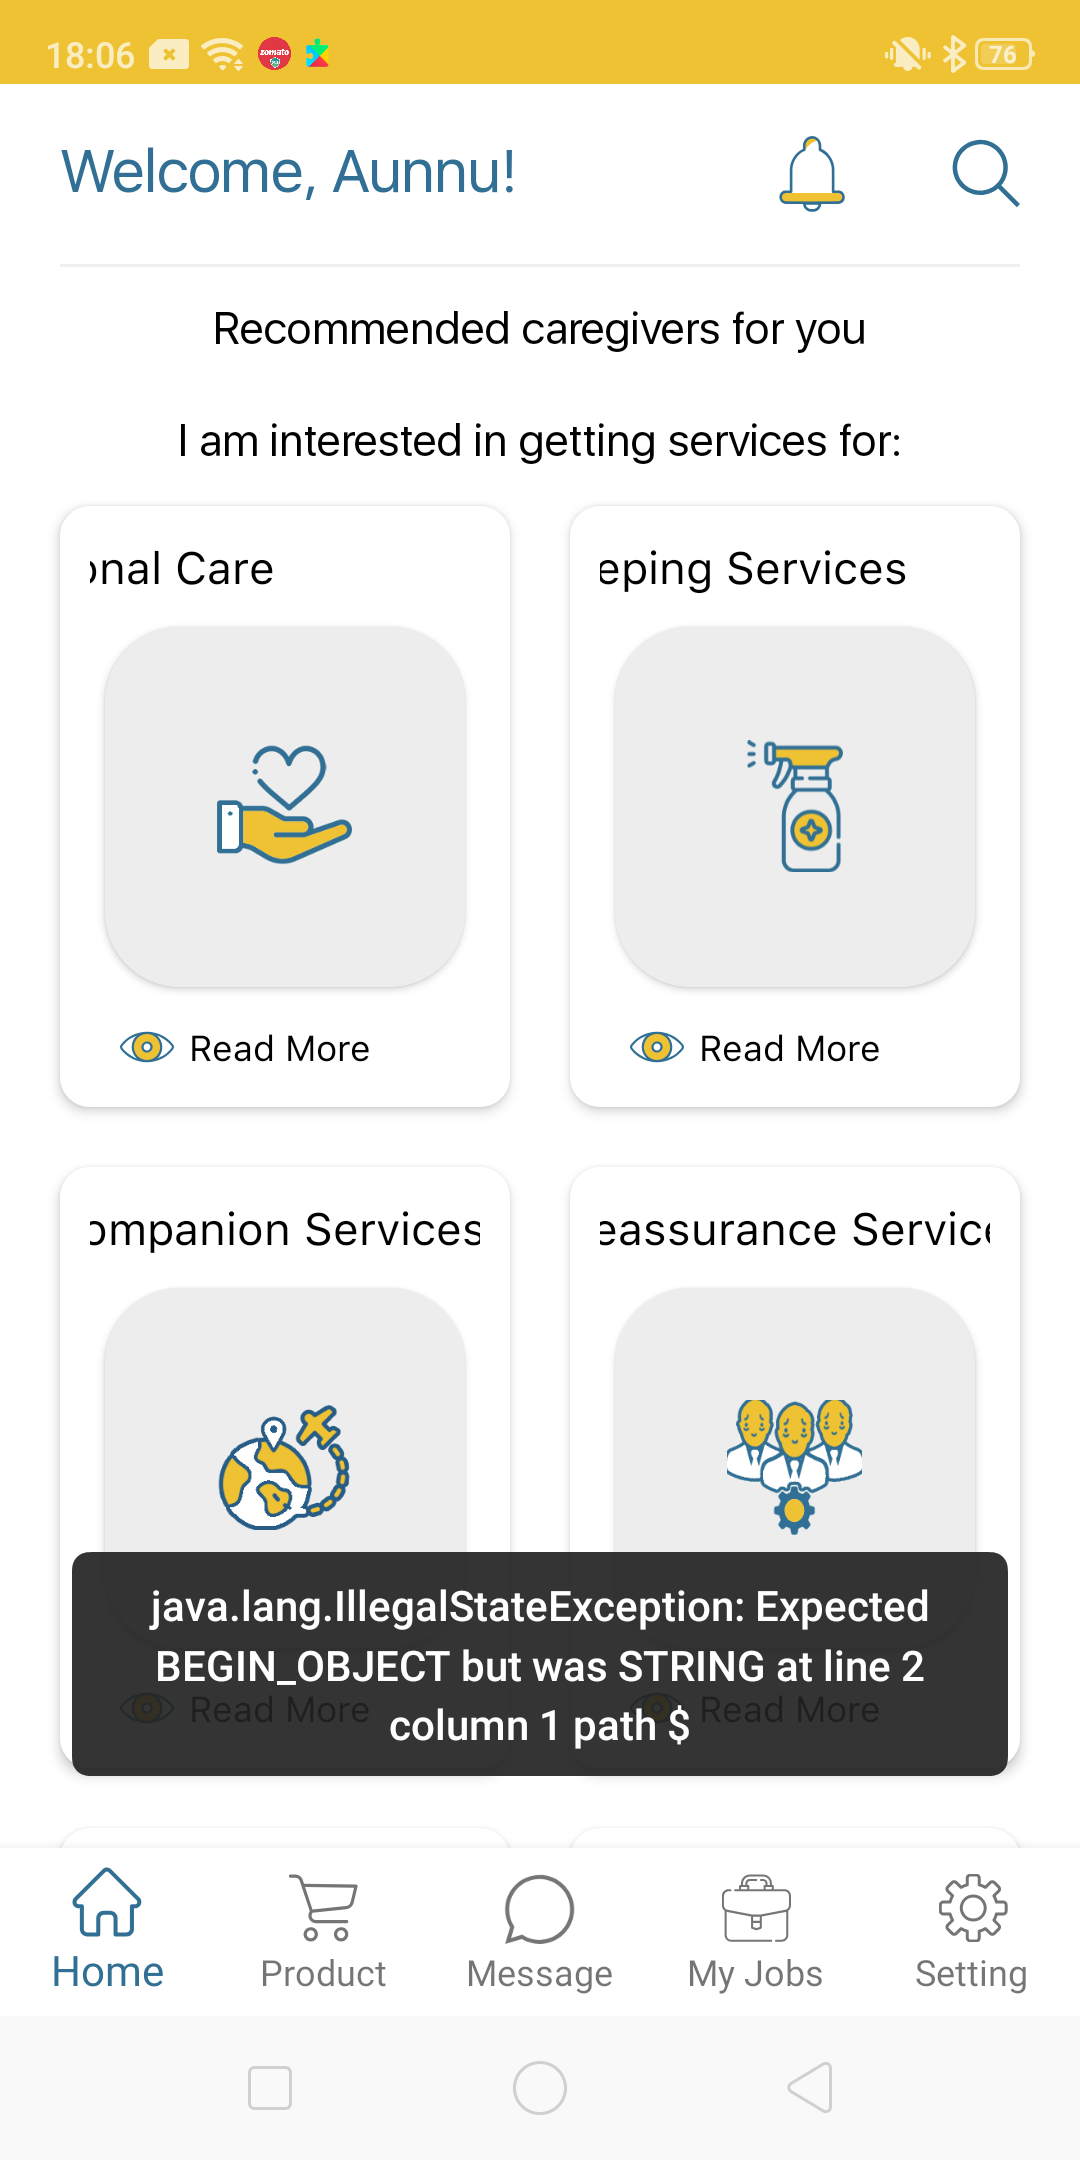 18:06 zomato 76
Welcome, Aunnu!
Recommended caregivers for you
I am interested in getting services for:
onal Care
eping Services
Read More
Read More
ompanion Services
eassurance Service
java.lang.IllegalStateException: Expected
BEGIN_OBJECT but was STRING at line 2
column 1 path $
Read More
Read More
Home
Product
Message
My Jobs
Setting